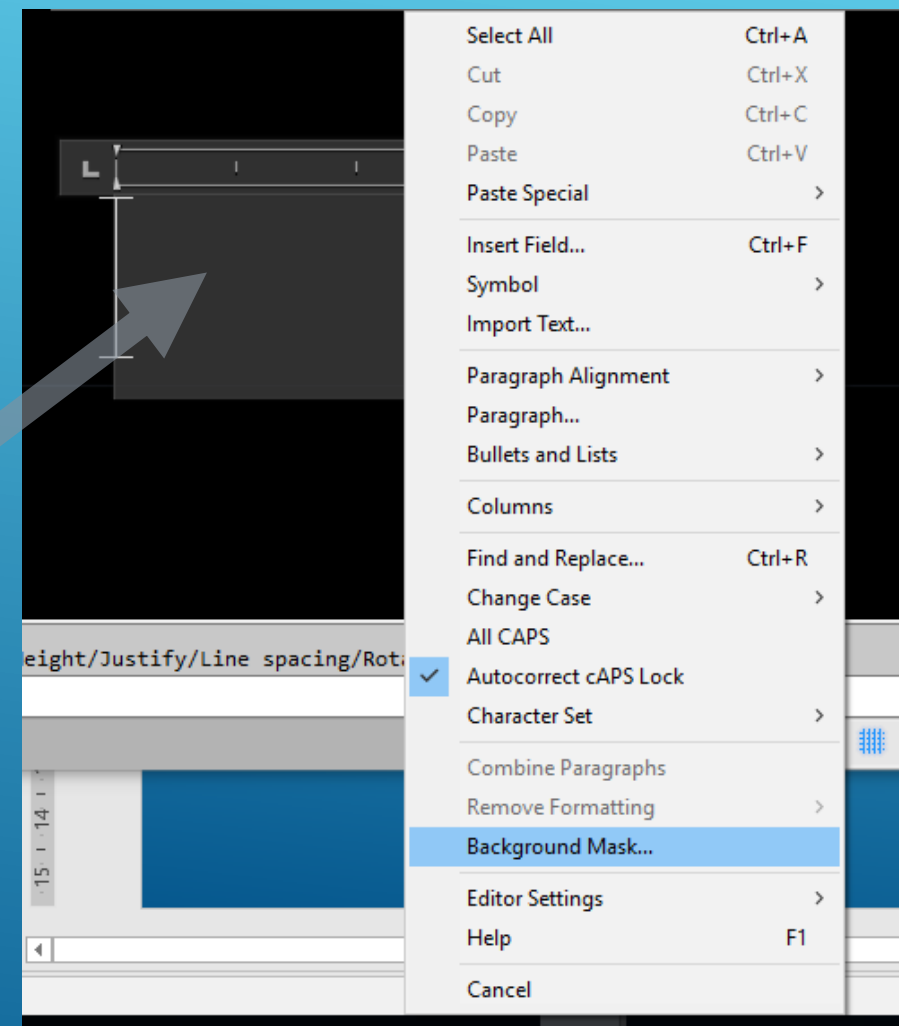 Select All Ctrl+A
Cut Ctrl+X
Copy Ctrl+C
Paste Ctrl+V
Paste Special
Insert Field... Ctrl+F
Symbol
Import Text...
Paragraph Alignment
Paragraph...
Bullets and Lists
Columns
Find and Replace... Ctrl+R
Change Case
All CAPS
eight/Justify/Line spacing/Rot
Autocorrect cAPS Lock
Character Set
Combine Paragraphs
Remove Formatting
14
Background Mask...
15
Editor Settings
Help F1
Cancel